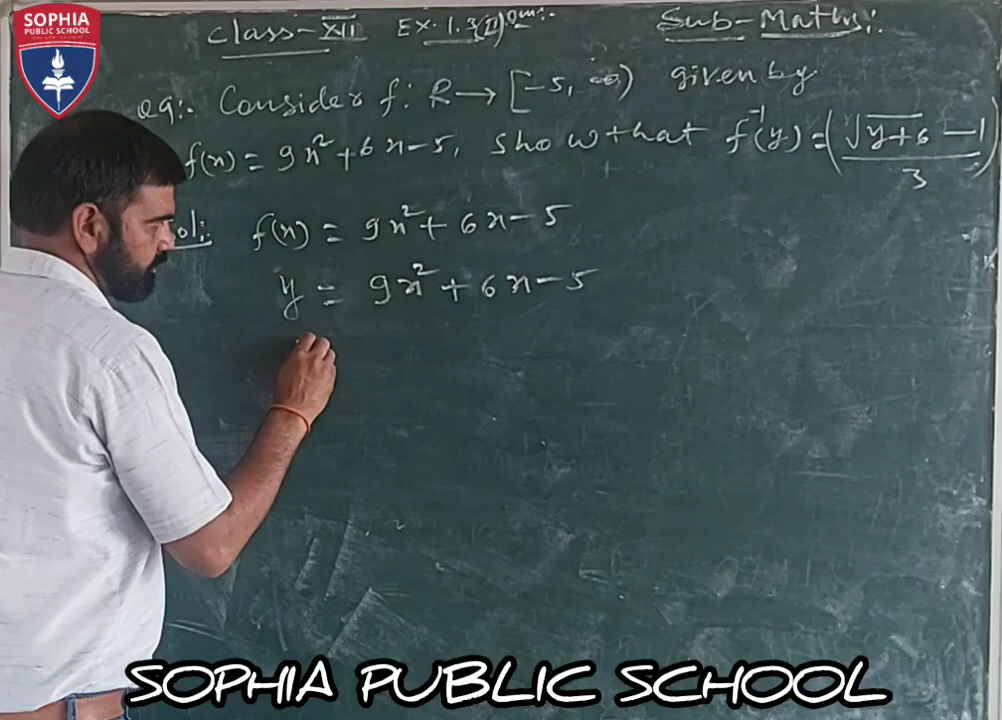 SOPHIA
PUBLIC SCHOOL
Class-XII Ex. 1.3(II) Sub-Maths:
eg:. Consider f: R→ [-5, ∞) given by
f(x) = 9x²+6x-5, show that f⁻¹(y) = (√y+6 -1 / 3)
Sol: f(x) = 9x²+6x-5
y = 9x²+6x-5
SOPHIA PUBLIC SCHOOL